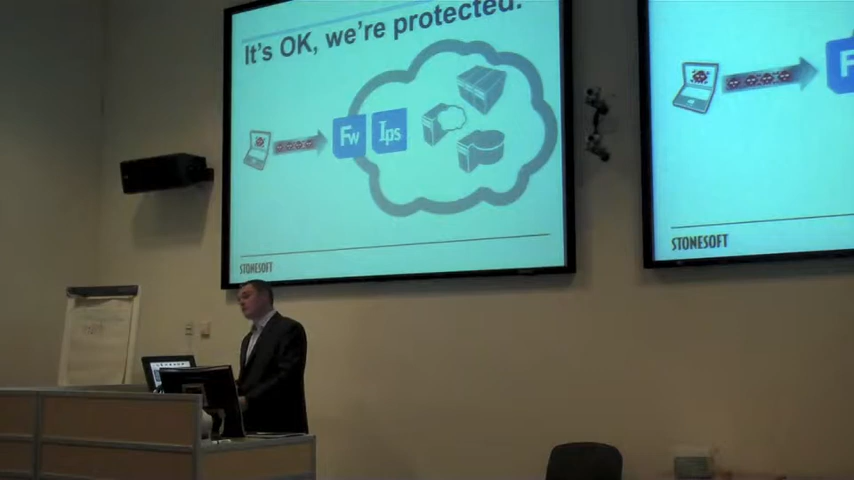 It's OK, we're protected.
Fw
Ips
STONESOFT
F
STONESOFT